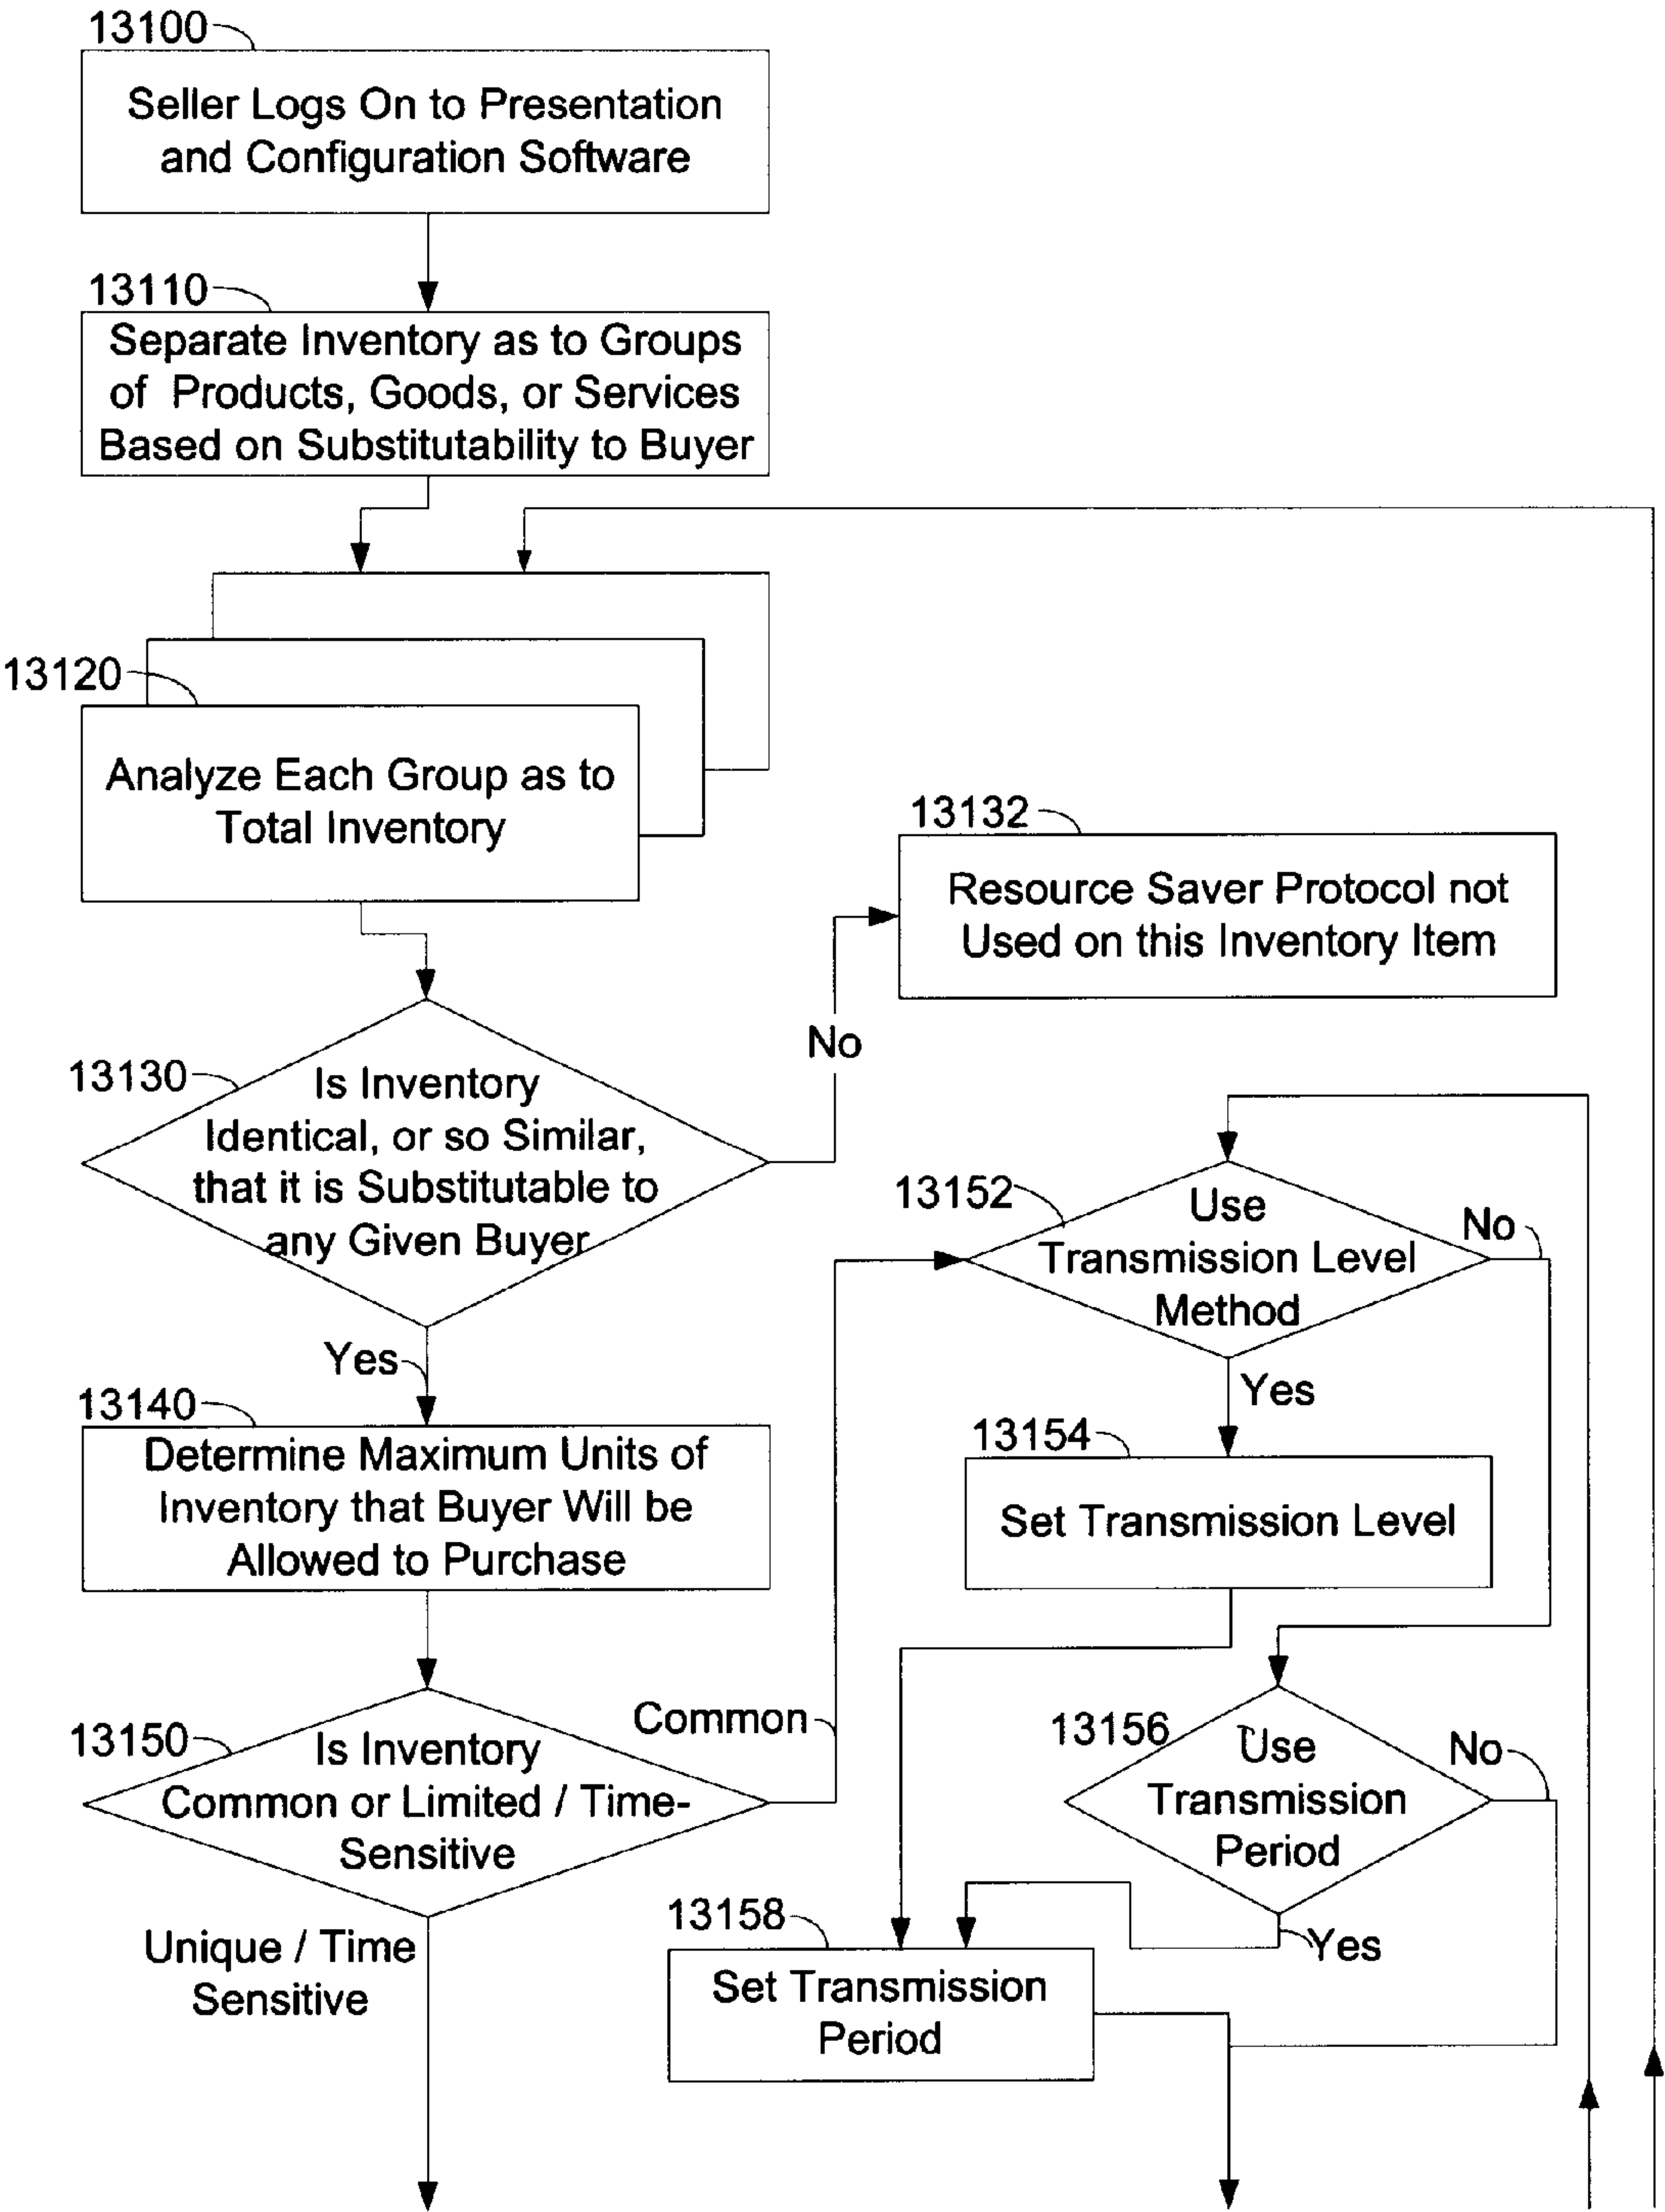 13100
Seller Logs On to Presentation
and Configuration Software
13110
Separate Inventory as to Groups
of Products, Goods, or Services
Based on Substitutability to Buyer
13120
Analyze Each Group as to
Total Inventory
13132
Resource Saver Protocol not
Used on this Inventory Item
No
13130
Is Inventory
Identical, or so Similar,
that it is Substitutable to
any Given Buyer
Yes
13140
Determine Maximum Units of
Inventory that Buyer Will be
Allowed to Purchase
13150
Is Inventory
Common or Limited / Time-
Sensitive
Common
Unique / Time
Sensitive
13152
Use
Transmission Level
Method
No
Yes
13154
Set Transmission Level
13156
Use
Transmission
Period
No
Yes
13158
Set Transmission
Period